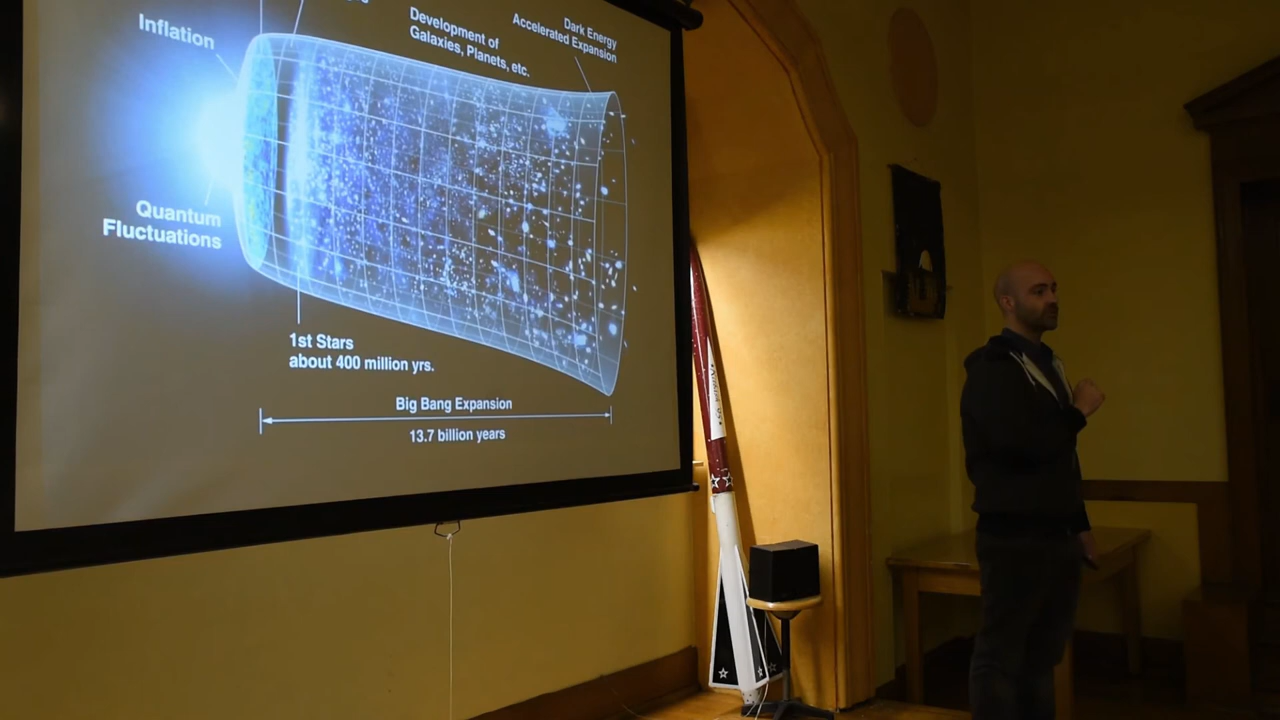 Inflation
Development of
Galaxies, Planets, etc.
Dark Energy
Accelerated Expansion
Quantum
Fluctuations
1st Stars
about 400 million yrs.
Big Bang Expansion
13.7 billion years